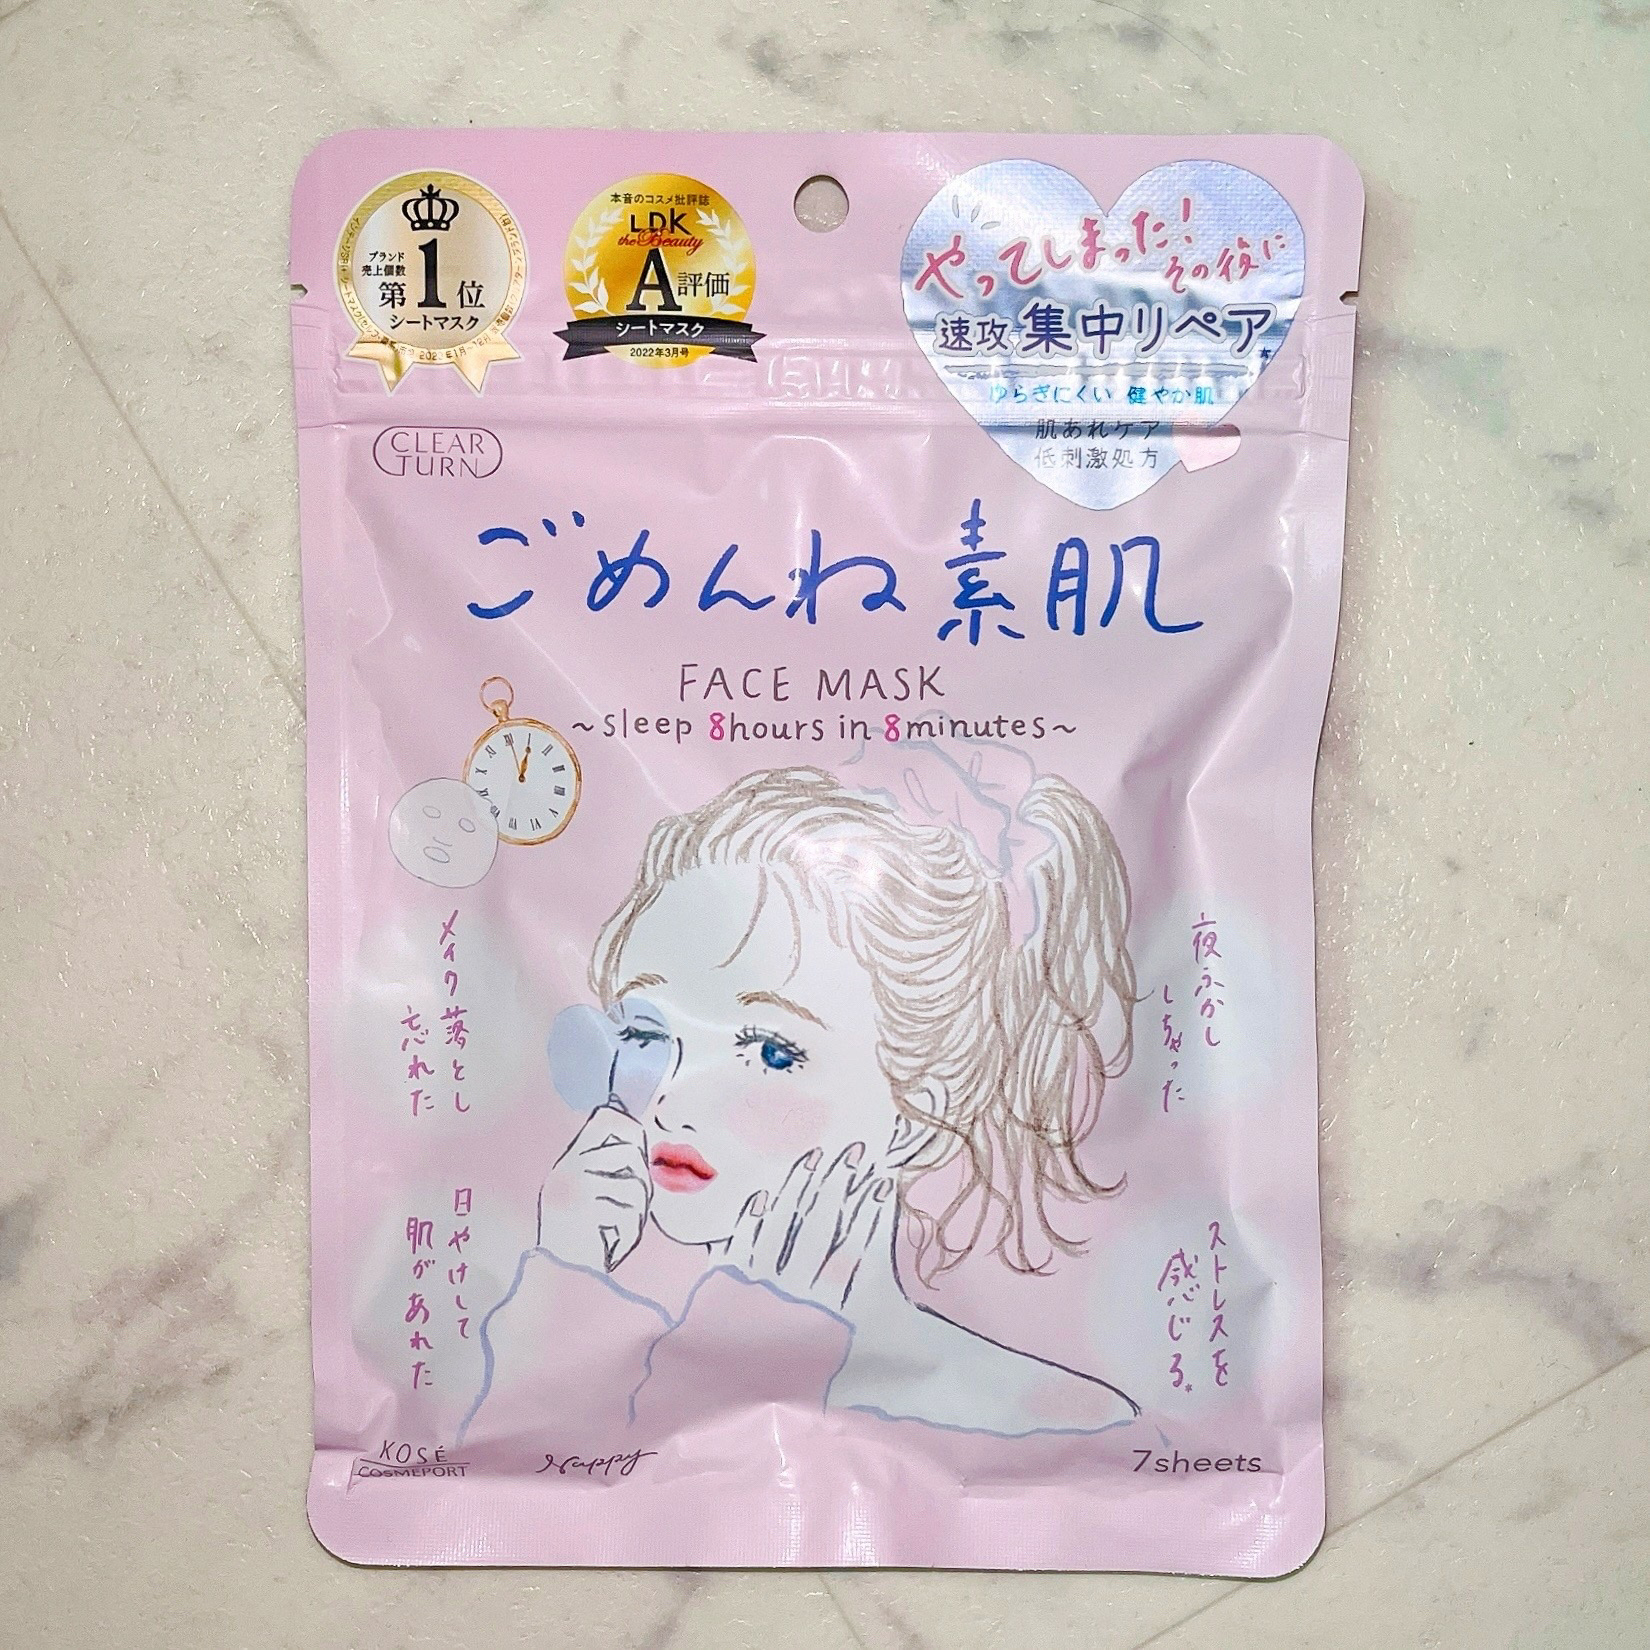 ブランド
売上個数
第1位
シートマスク
本音のコスメ批評誌
LDK
the Beauty
A評価
シートマスク
2022年3月号
やってしまった!
その後に
速攻集中リペア*
ゆらぎにくい 健やか肌
肌あれケア
低刺激処方
CLEAR
TURN
ごめんね素肌
FACE MASK
~sleep 8hours in 8minutes~
メイク落とし
忘れた
夜ふかし
しちゃった
日やけして
肌があれた
ストレスを
感じる。*
KOSÉ
COSMEPORT
7sheets